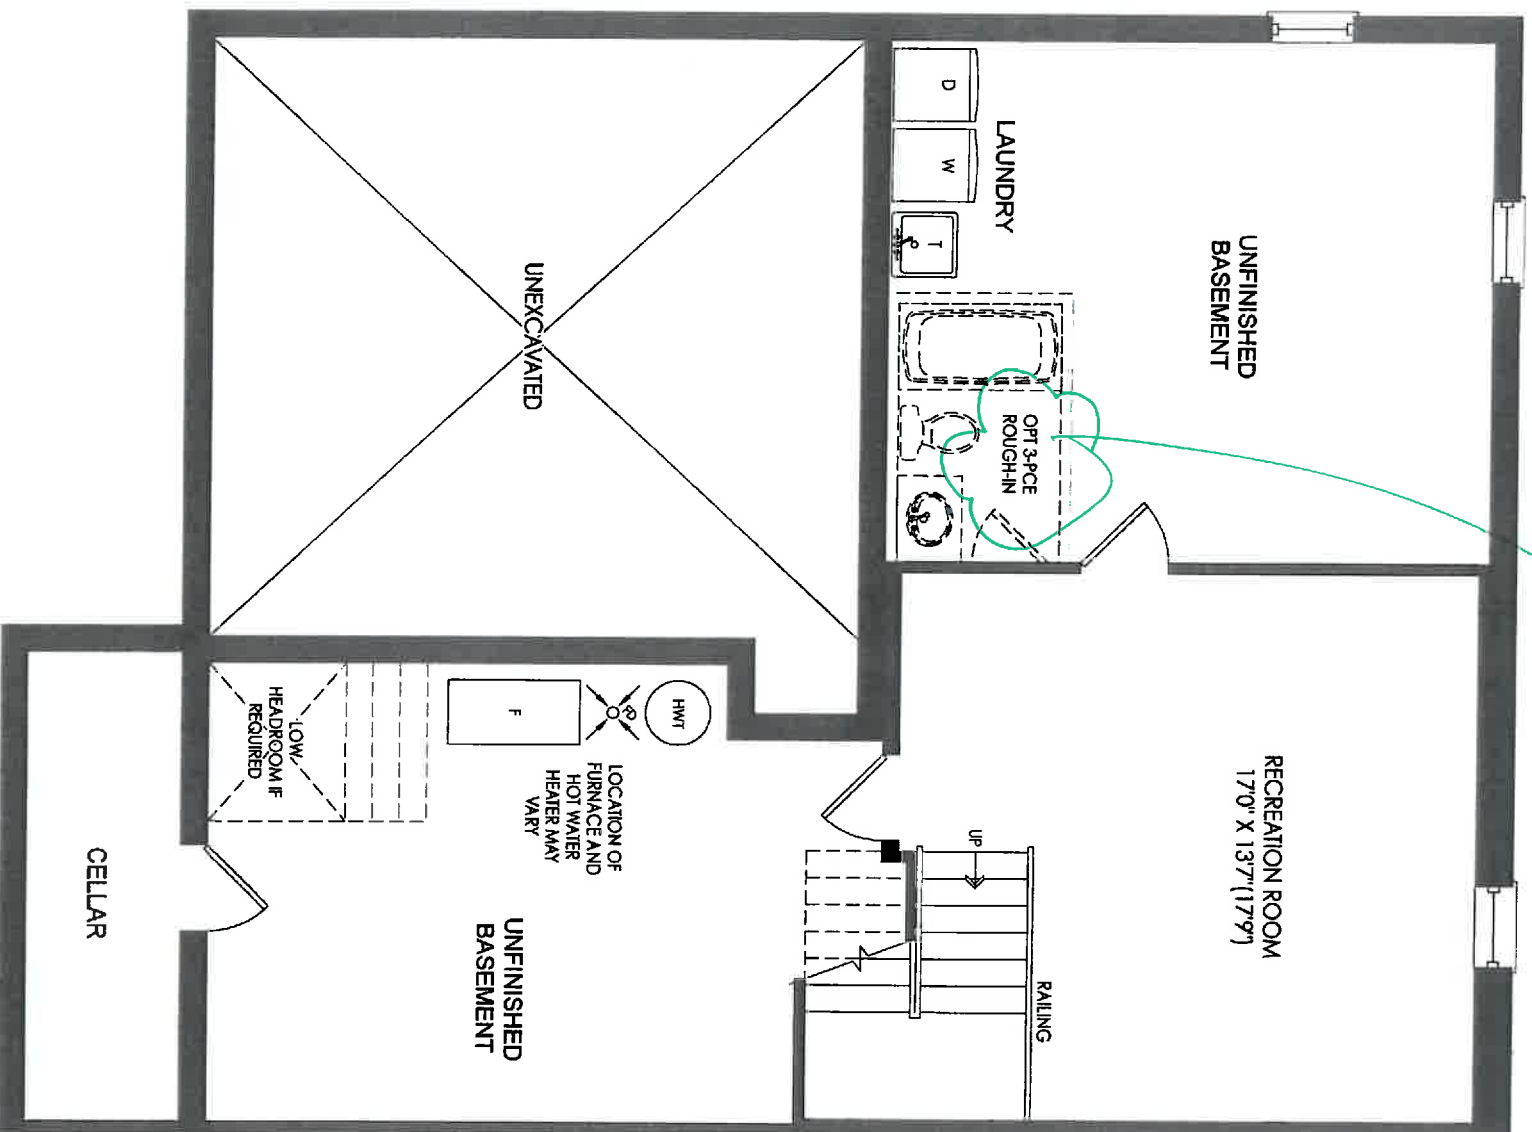 D
W
T
LAUNDRY
UNFINISHED
BASEMENT
OPT 3-PCE
ROUGH-IN
UNEXCAVATED
RECREATION ROOM
17'0" X 13'7"(17'9")
UP
RAILING
HWT
FD
F
LOCATION OF
FURNACE AND
HOT WATER
HEATER MAY
VARY
LOW
HEADROOM IF
REQUIRED
UNFINISHED
BASEMENT
CELLAR